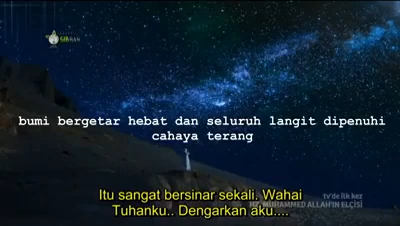 bumi bergetar hebat dan seluruh langit dipenuhi
cahaya terang
tv'de ilk kez
HZ. MUHAMMED ALLAH'IN ELÇİSİ
Itu sangat bersinar sekali, Wahai
Tuhanku.. Dengarkan aku....